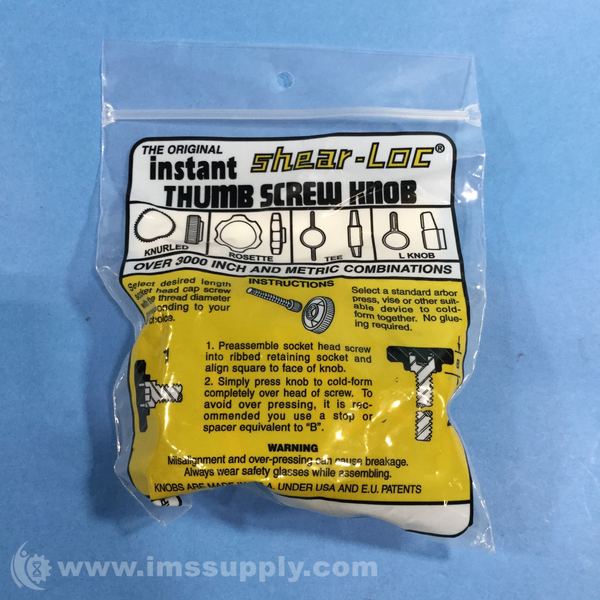 THE ORIGINAL
instant shear-Loc®
THUMB SCREW KNOB
KNURLED ROSETTE TEE L KNOB
OVER 3000 INCH AND METRIC COMBINATIONS
INSTRUCTIONS
Select desired length
head cap screw
thread diameter
to your
Select a standard arbor
press, vise or other suit-
able device to cold-
form together. No glue-
ing required.
1. Preassemble socket head screw
into ribbed retaining socket and
align square to face of knob.
2. Simply press knob to cold-form
completely over head of screw. To
avoid over pressing, it is rec-
ommended you use a stop or
spacer equivalent to "B".
WARNING
Misalignment and over-pressing can cause breakage.
Always wear safety glasses while assembling.
KNOBS ARE UNDER USA AND E.U. PATENTS
www.imssupply.com